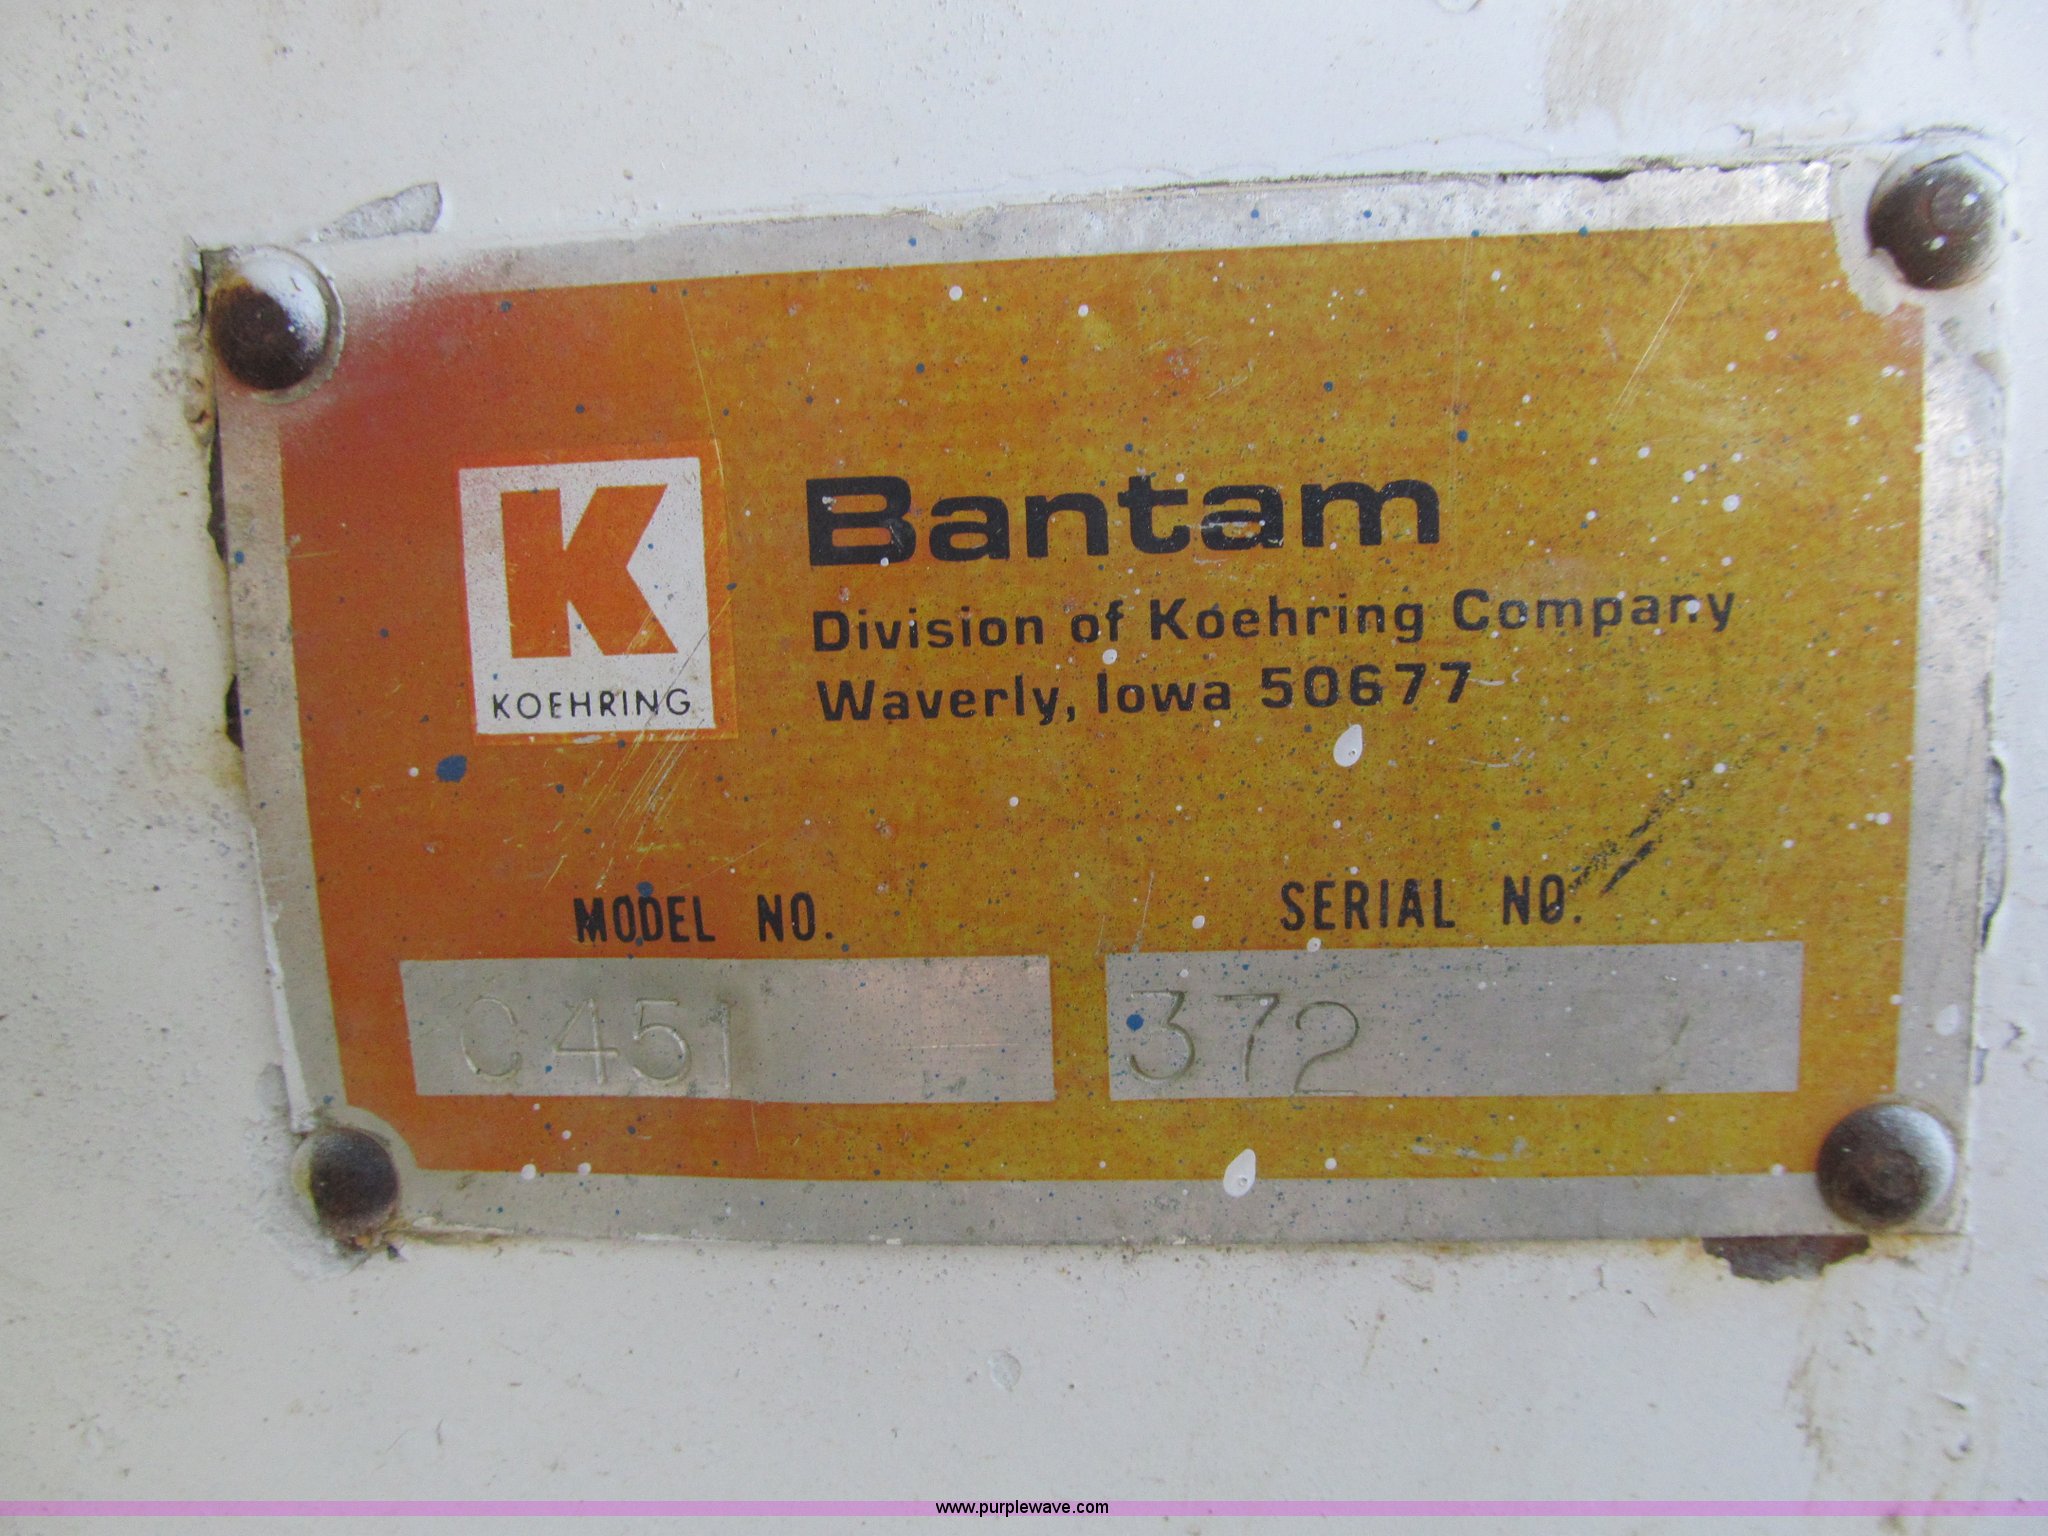 K
KOEHRING
Bantam
Division of Koehring Company
Waverly, Iowa 50677
MODEL NO.
C451
SERIAL NO.
372
www.purplewave.com